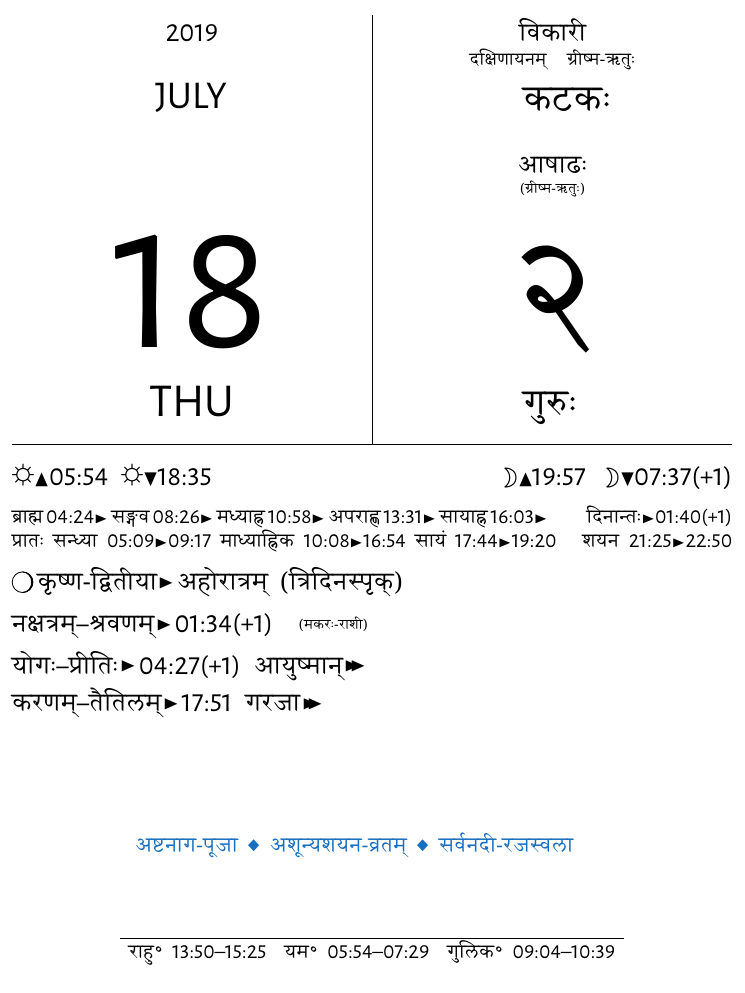 2019
JULY
18
THU
विकारी
दक्षिणायनम् ग्रीष्म-ऋतुः
कटकः
आषाढः
(ग्रीष्म-ऋतुः)
२
गुरुः
☼▲05:54 ☼▼18:35 ☽▲19:57 ☽▼07:37(+1)
ब्राह्म 04:24► सङ्गव 08:26► मध्याह्न 10:58► अपराह्ण 13:31► सायाह्न 16:03► दिनान्तः►01:40(+1)
प्रातः सन्ध्या 05:09►09:17 माध्याह्निक 10:08►16:54 सायं 17:44►19:20 शयन 21:25►22:50
◯ कृष्ण-द्वितीया► अहोरात्रम् (त्रिदिनस्पृक्)
नक्षत्रम्–श्रवणम्► 01:34(+1) (मकरः-राशी)
योगः–प्रीतिः► 04:27(+1) आयुष्मान्►►
करणम्–तैतिलम्►17:51 गरजा►►
अष्टनाग-पूजा ◆ अशून्यशयन-व्रतम् ◆ सर्वनदी-रजस्वला
राहु° 13:50–15:25 यम° 05:54–07:29 गुलिक° 09:04–10:39